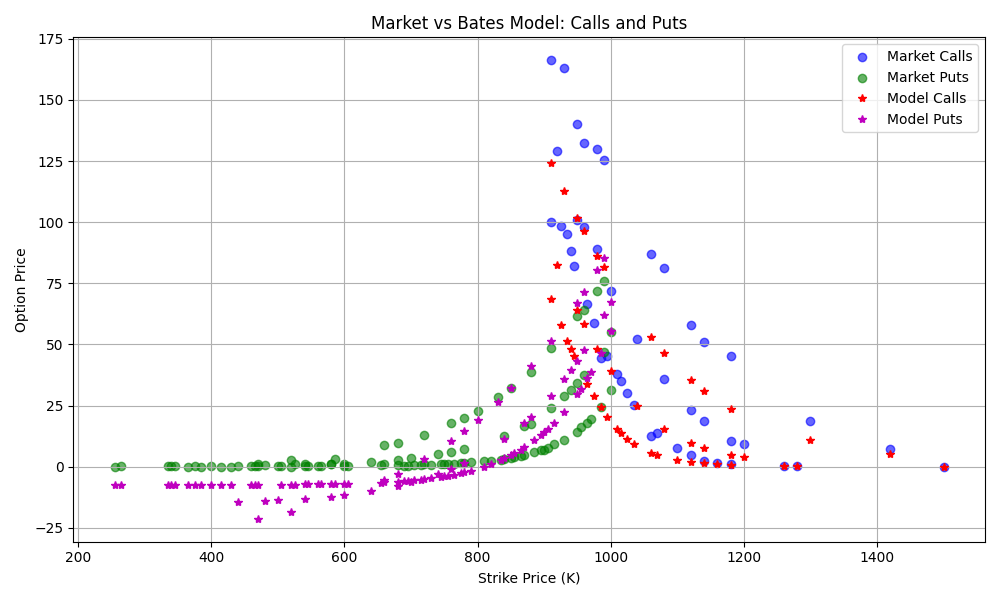 Market vs Bates Model: Calls and Puts
Option Price
175
150
125
100
75
50
25
0
−25
Market Calls
Market Puts
Model Calls
Model Puts
200 400 600 800 1000 1200 1400
Strike Price (K)